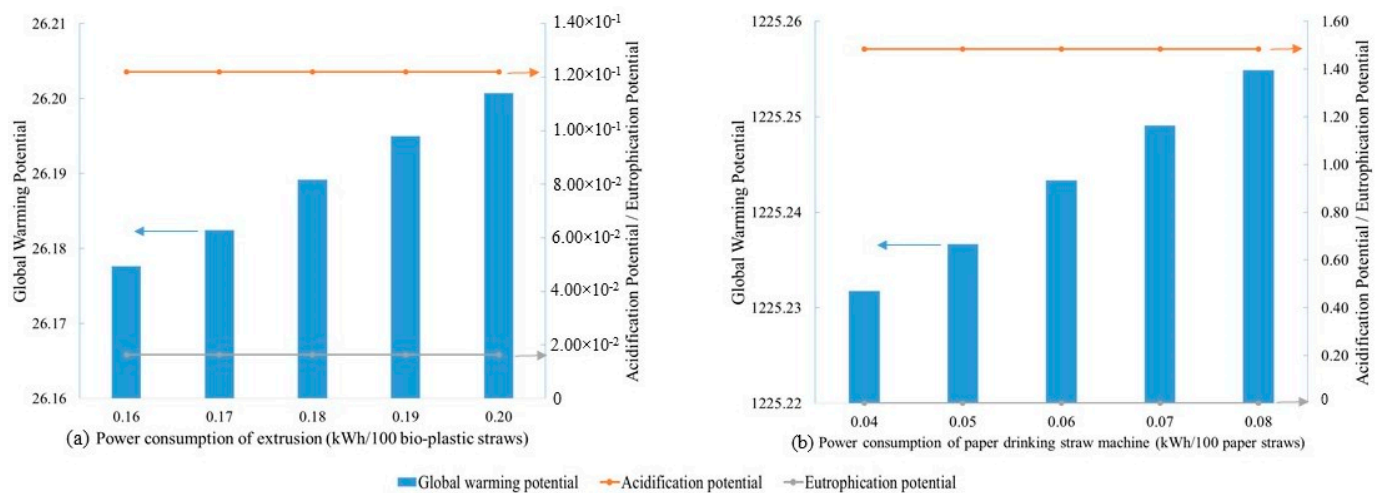 (a)
26.21
26.20
26.19
26.18
26.17
26.16
Global Warming Potential
1.40×10⁻¹
1.20×10⁻¹
1.00×10⁻¹
8.00×10⁻²
6.00×10⁻²
4.00×10⁻²
2.00×10⁻²
0
Acidification Potential / Eutrophication Potential
0.16 0.17 0.18 0.19 0.20
(a) Power consumption of extrusion (kWh/100 bio-plastic straws)
1225.26
1225.25
1225.24
1225.23
1225.22
Global Warming Potential
1.60
1.40
1.20
1.00
0.80
0.60
0.40
0.20
0
Acidification Potential / Eutrophication Potential
0.04 0.05 0.06 0.07 0.08
(b) Power consumption of paper drinking straw machine (kWh/100 paper straws)
Global warming potential Acidification potential Eutrophication potential